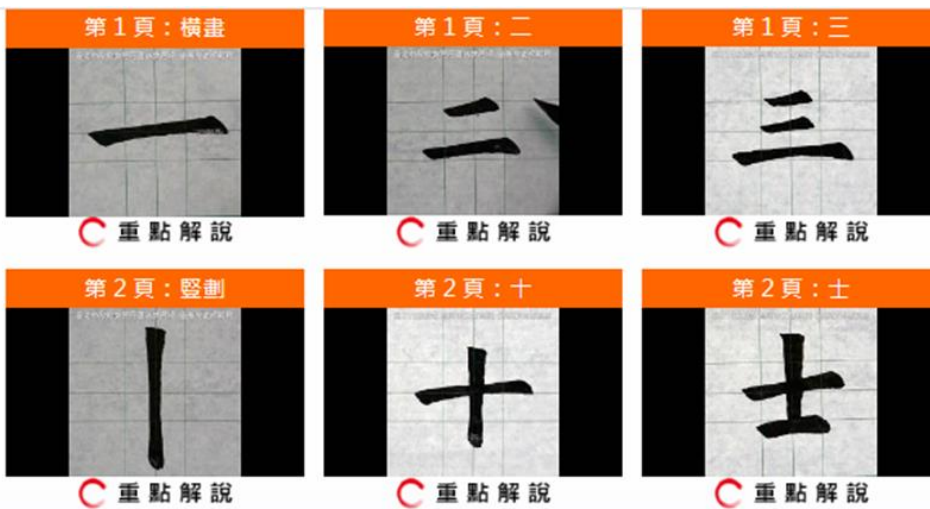 第1頁：橫畫
第1頁：二
第1頁：三
一
二
三
重點解說
重點解說
重點解說
第2頁：豎劃
第2頁：十
第2頁：士
丨
十
士
重點解說
重點解說
重點解說